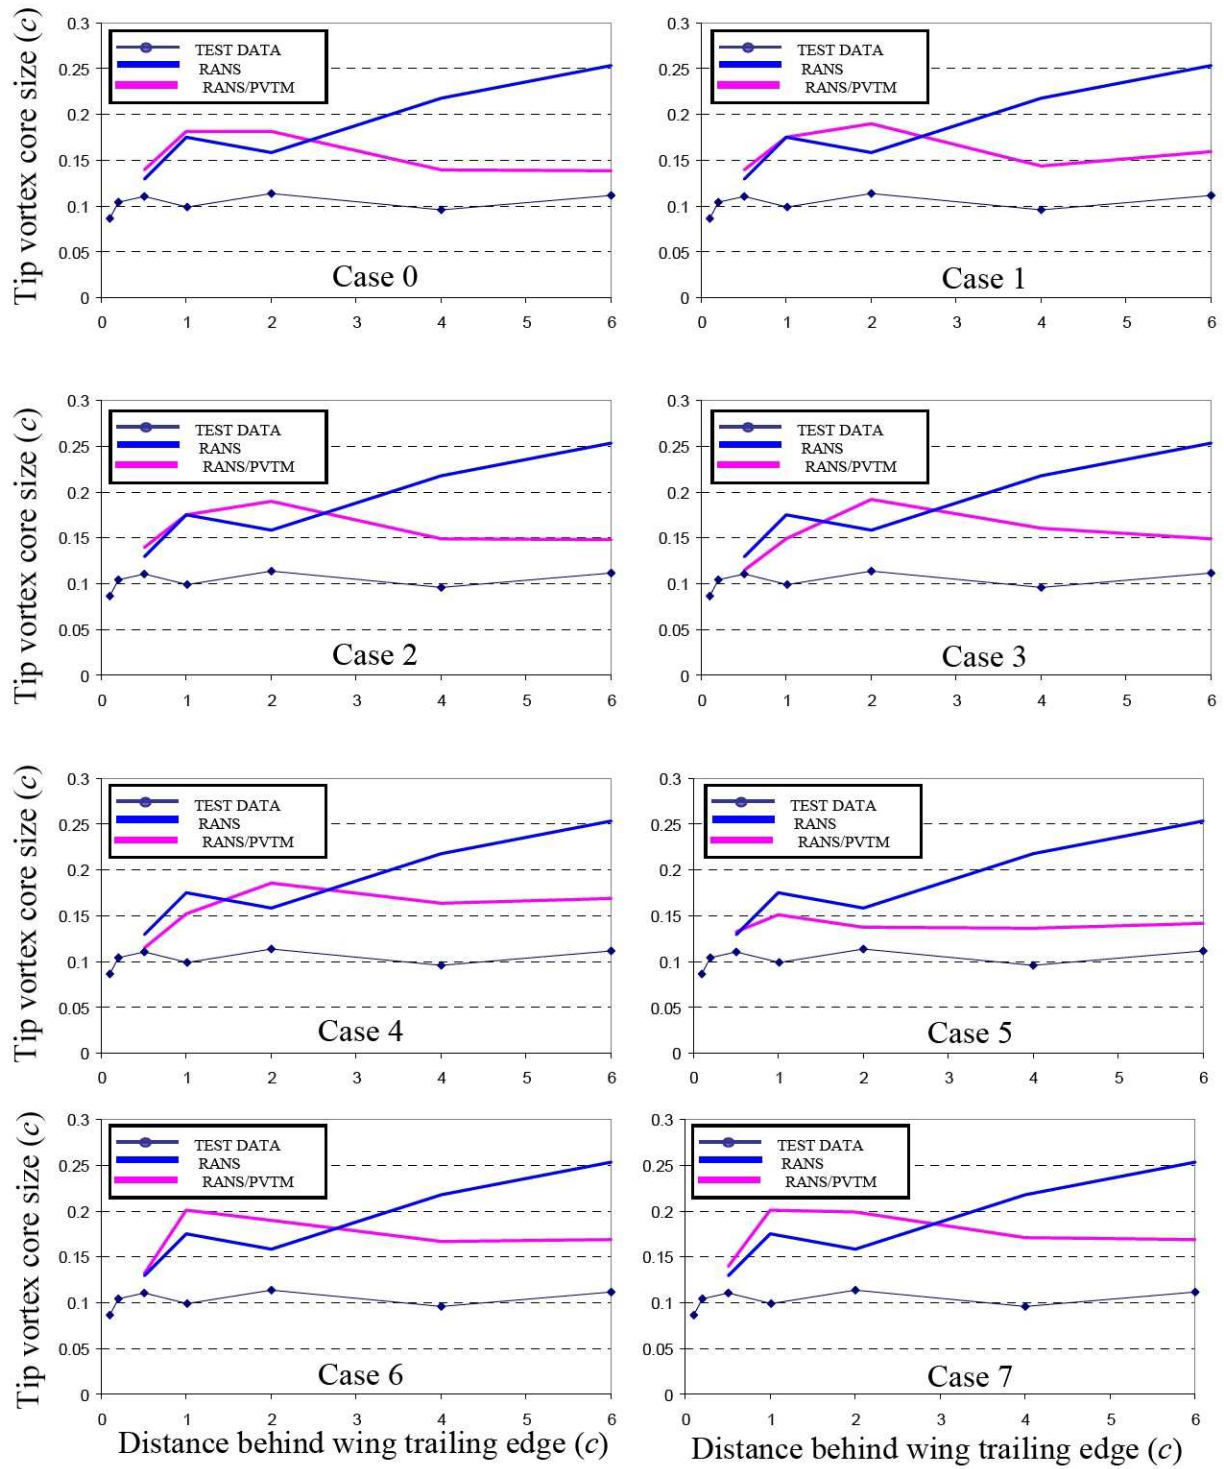 Tip vortex core size (c)
0.3
0.25
0.2
0.15
0.1
0.05
0
TEST DATA
RANS
RANS/PVTM
Case 0
0 1 2 3 4 5 6
0.3
0.25
0.2
0.15
0.1
0.05
0
TEST DATA
RANS
RANS/PVTM
Case 1
0 1 2 3 4 5 6
Tip vortex core size (c)
0.3
0.25
0.2
0.15
0.1
0.05
0
TEST DATA
RANS
RANS/PVTM
Case 2
0 1 2 3 4 5 6
0.3
0.25
0.2
0.15
0.1
0.05
0
TEST DATA
RANS
RANS/PVTM
Case 3
0 1 2 3 4 5 6
Tip vortex core size (c)
0.3
0.25
0.2
0.15
0.1
0.05
0
TEST DATA
RANS
RANS/PVTM
Case 4
0 1 2 3 4 5 6
0.3
0.25
0.2
0.15
0.1
0.05
0
TEST DATA
RANS
RANS/PVTM
Case 5
0 1 2 3 4 5 6
Tip vortex core size (c)
0.3
0.25
0.2
0.15
0.1
0.05
0
TEST DATA
RANS
RANS/PVTM
Case 6
0 1 2 3 4 5 6
Distance behind wing trailing edge (c)
0.3
0.25
0.2
0.15
0.1
0.05
0
TEST DATA
RANS
RANS/PVTM
Case 7
0 1 2 3 4 5 6
Distance behind wing trailing edge (c)